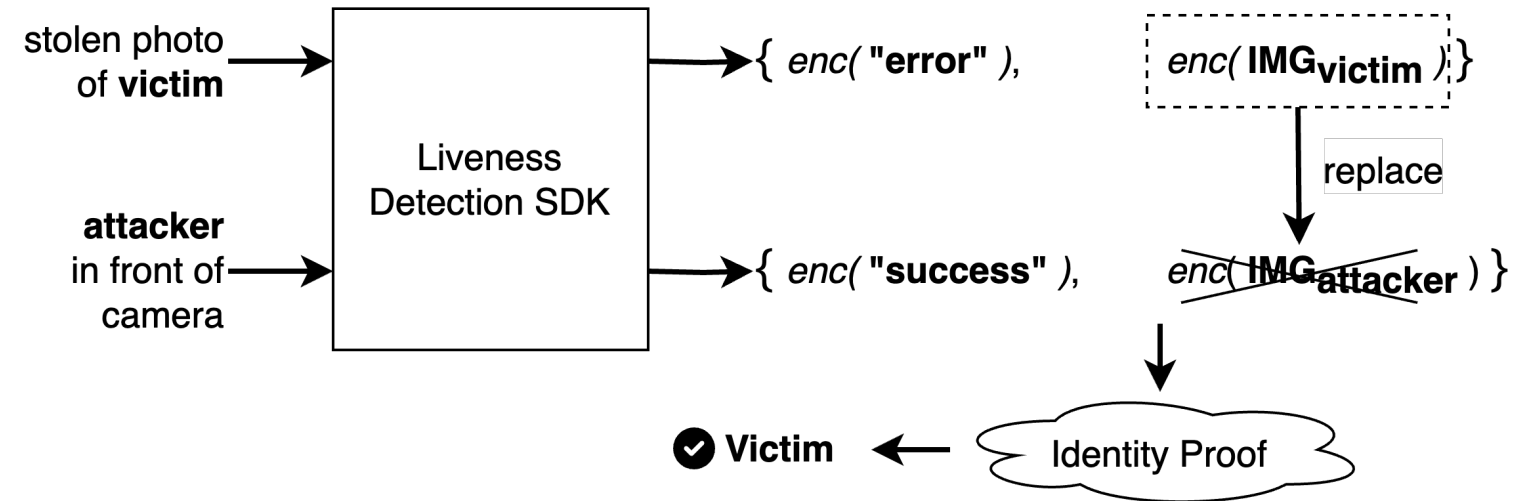 stolen photo
of victim
{ enc( "error" ), enc( IMGvictim ) }
Liveness
Detection SDK
replace
attacker
in front of
camera
{ enc( "success" ), enc( IMGattacker ) }
Victim
Identity Proof